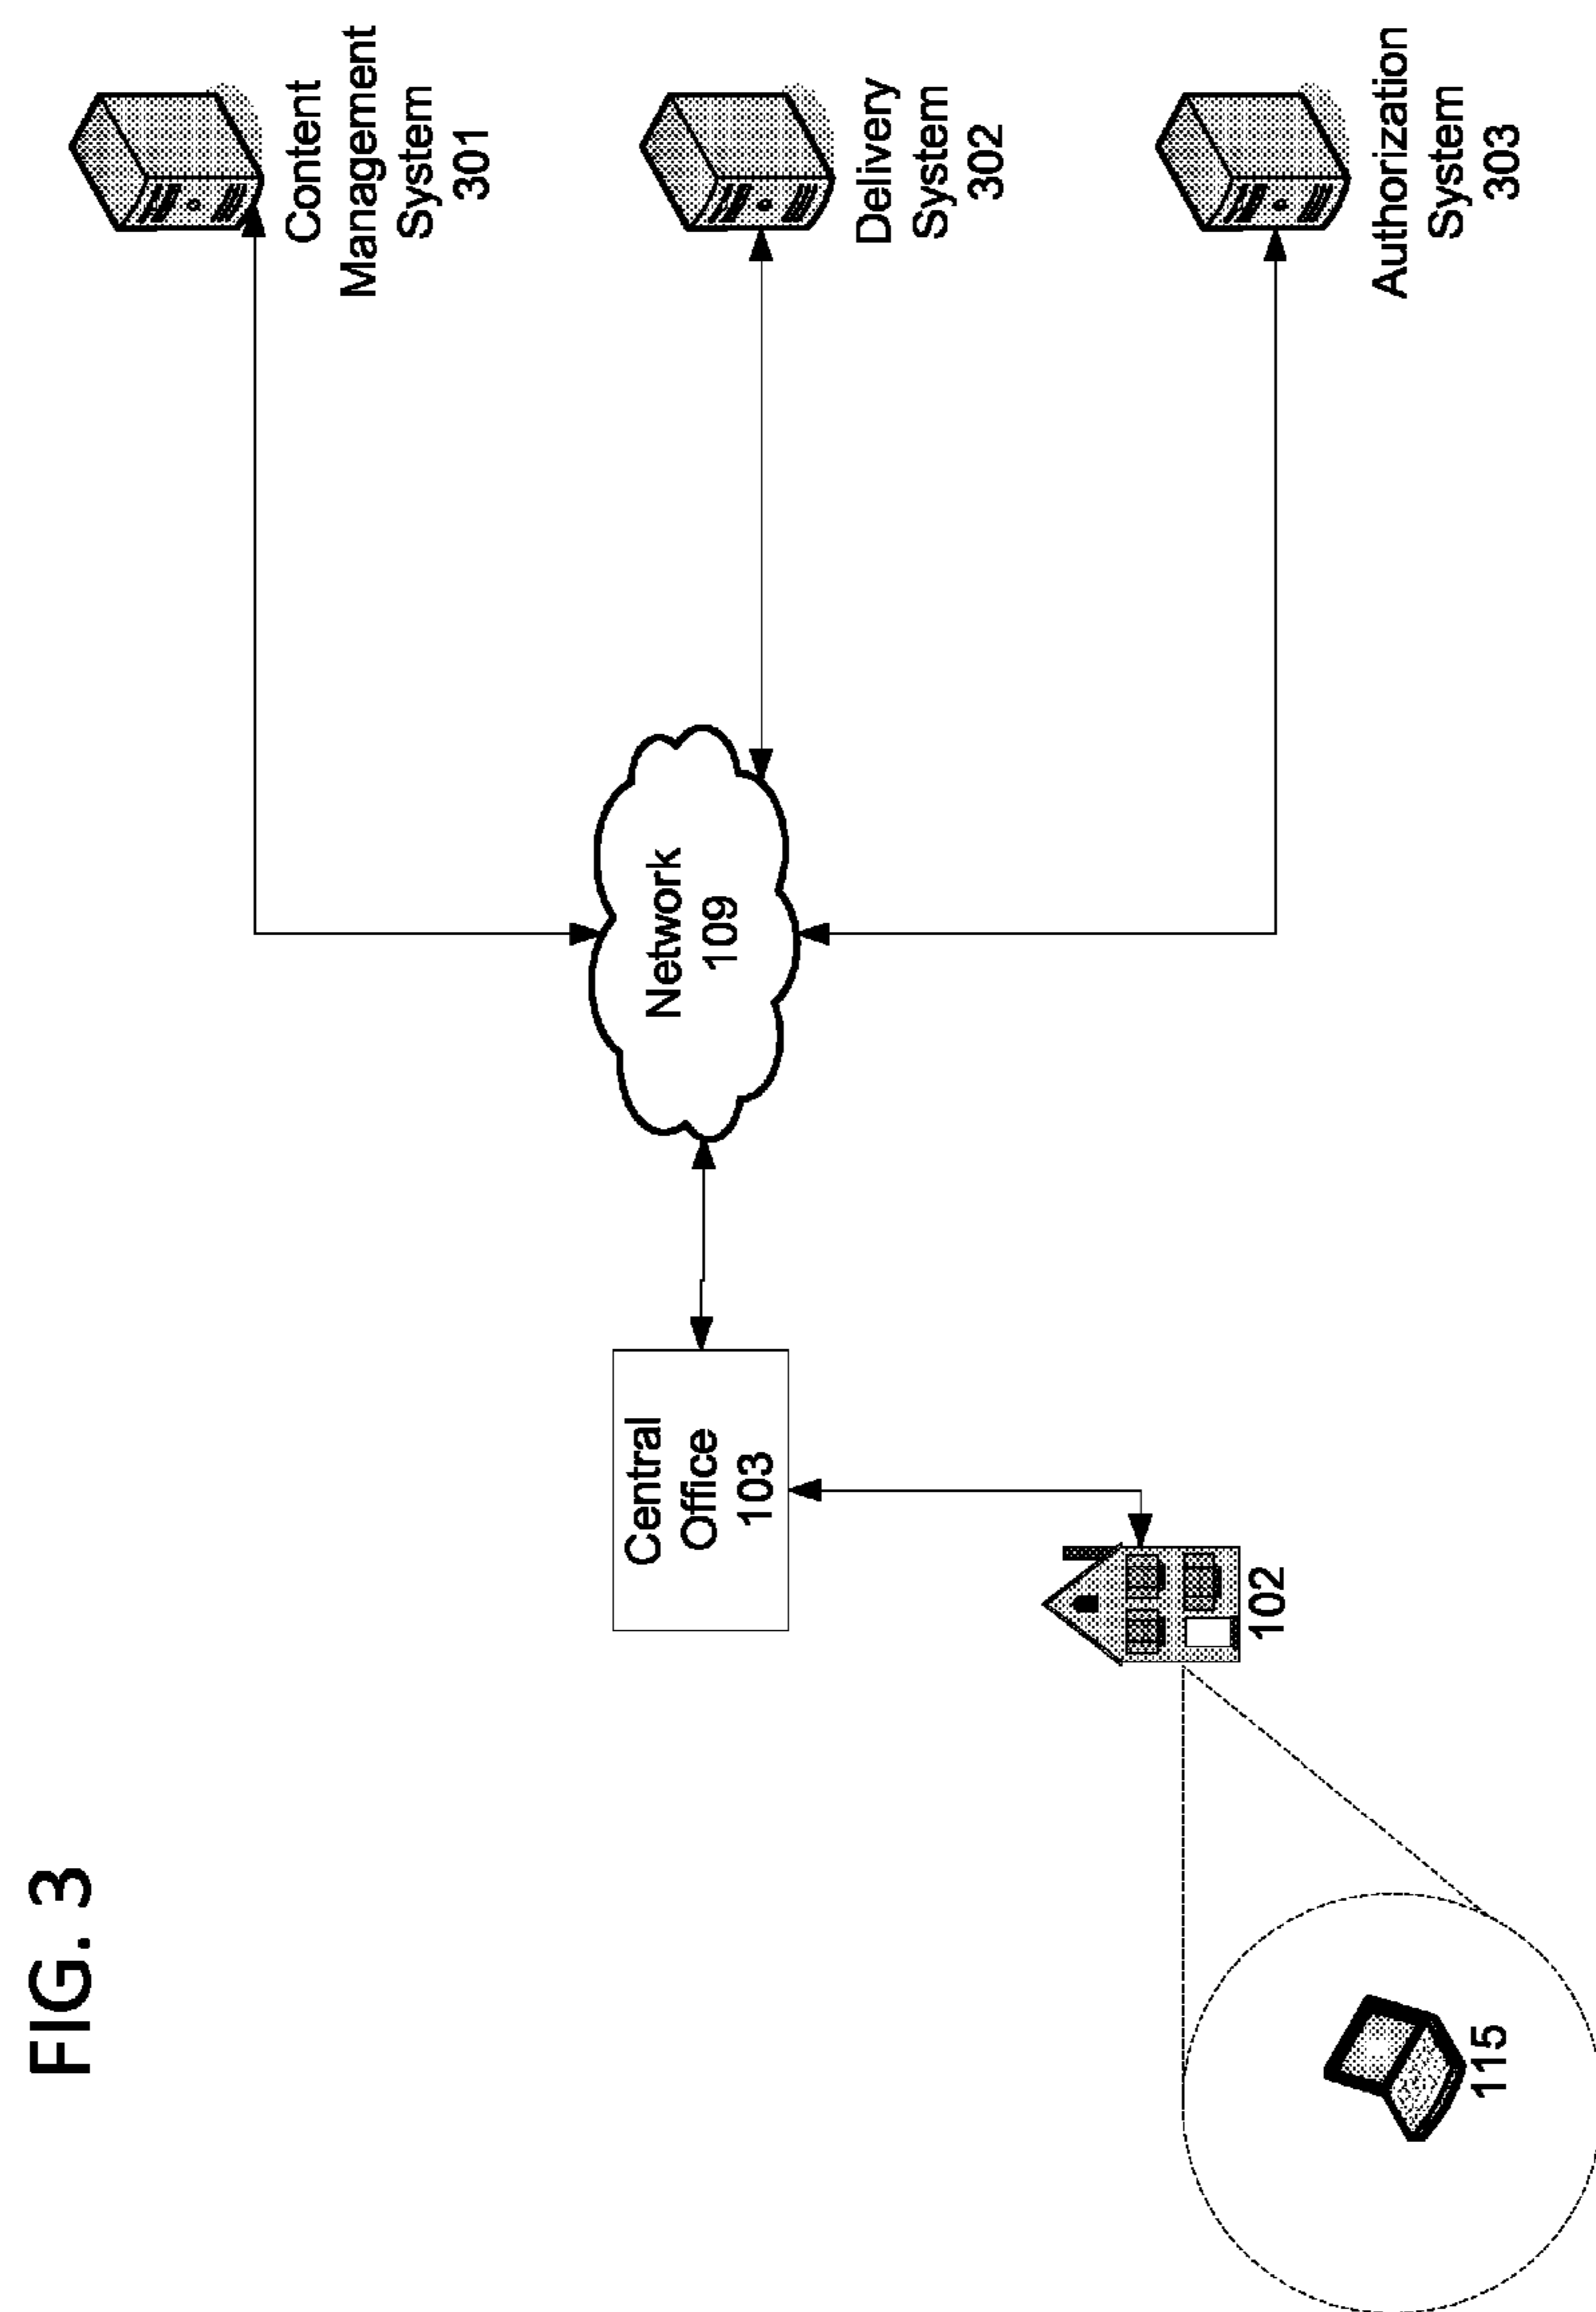 FIG. 3
Content
Management
System
301
Network
109
Central
Office
103
Delivery
System
302
102
115
Authorization
System
303